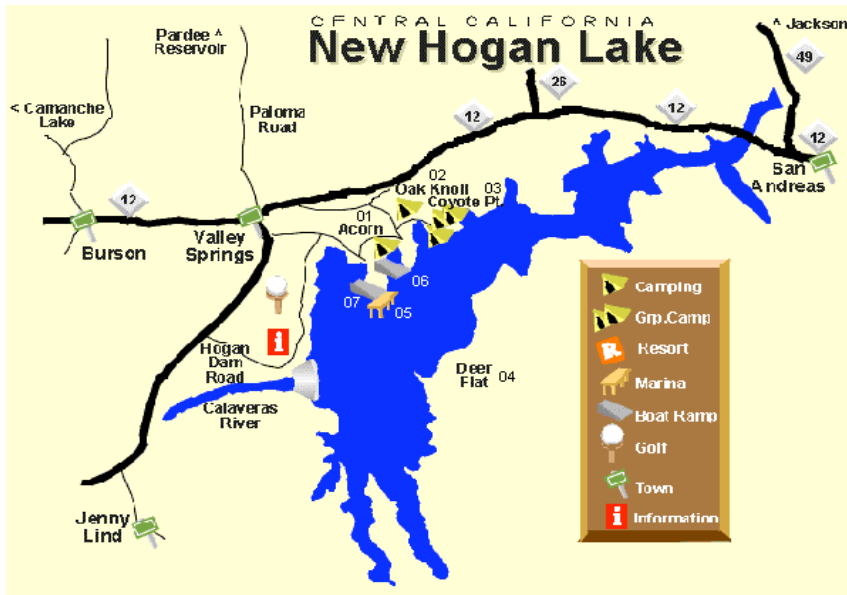 CENTRAL CALIFORNIA
New Hogan Lake
^ Jackson
Pardee ^
Reservoir
49
26
< Camanche
Lake
Paloma
Road
12
12
12
San
Andreas
02
Oak Knoll
03
Coyote Pt.
01
Acorn
12
Valley
Springs
Burson
06
07
05
Hogan
Dam
Road
Deer
Flat 04
Calaveras
River
Jenny
Lind
Camping
Grp.Camp
R
Resort
Marina
Boat Ramp
Golf
Town
i
Information
i